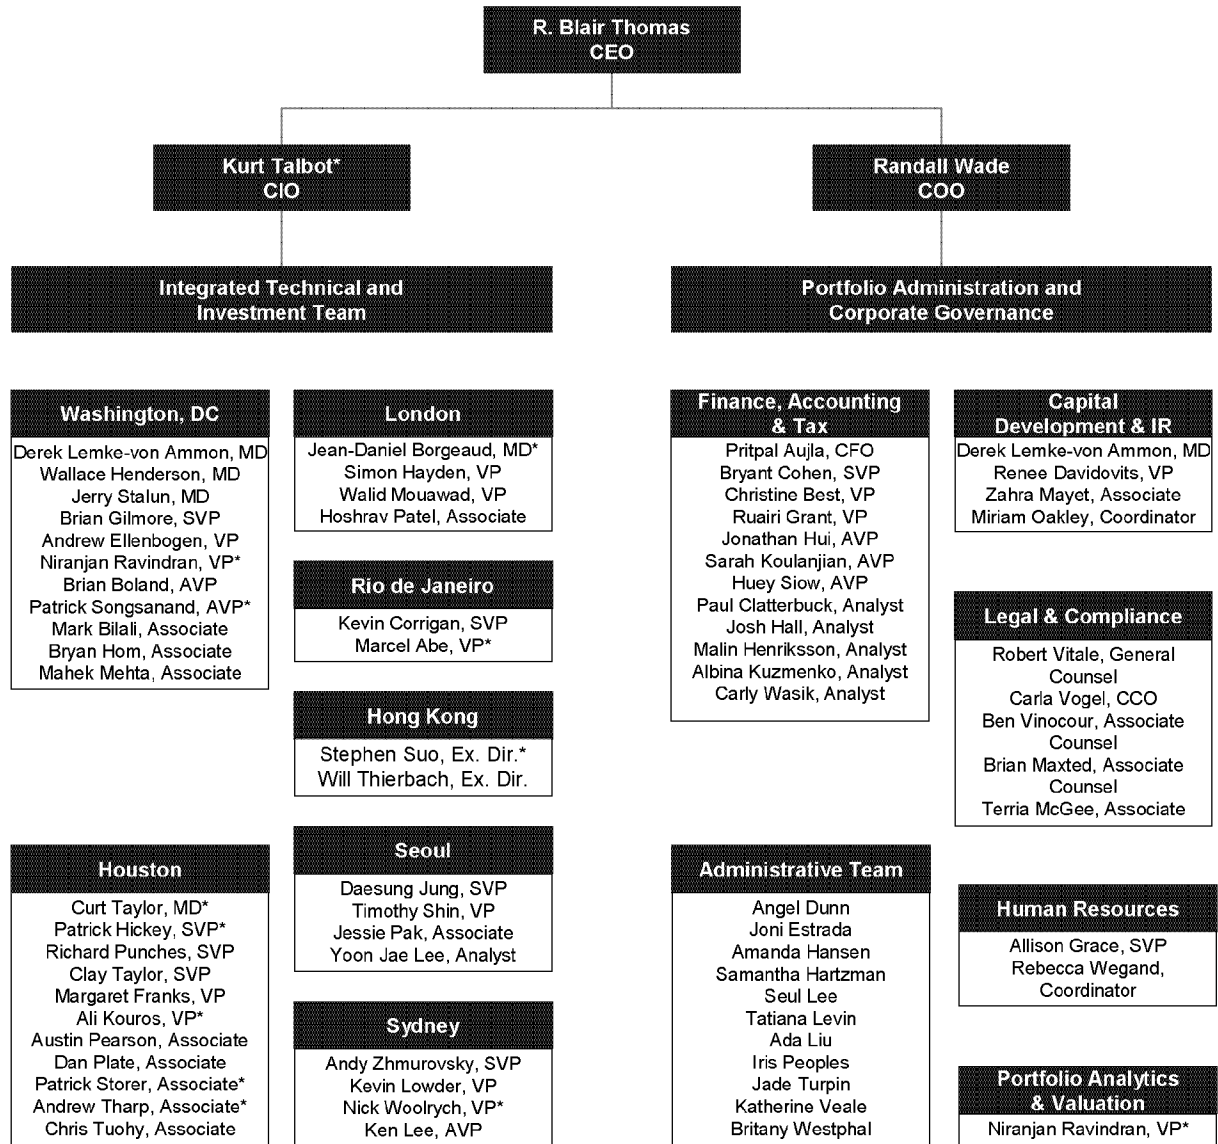 R. Blair Thomas
CEO
Kurt Talbot*
CIO
Randall Wade
COO
Integrated Technical and
Investment Team
Portfolio Administration and
Corporate Governance
Washington, DC
Derek Lemke-von Ammon, MD
Wallace Henderson, MD
Jerry Stalun, MD
Brian Gilmore, SVP
Andrew Ellenbogen, VP
Niranjan Ravindran, VP*
Brian Boland, AVP
Patrick Songsanand, AVP*
Mark Bilali, Associate
Bryan Hom, Associate
Mahek Mehta, Associate
London
Jean-Daniel Borgeaud, MD*
Simon Hayden, VP
Walid Mouawad, VP
Hoshrav Patel, Associate
Rio de Janeiro
Kevin Corrigan, SVP
Marcel Abe, VP*
Hong Kong
Stephen Suo, Ex. Dir.*
Will Thierbach, Ex. Dir.
Houston
Curt Taylor, MD*
Patrick Hickey, SVP*
Richard Punches, SVP
Clay Taylor, SVP
Margaret Franks, VP
Ali Kouros, VP*
Austin Pearson, Associate
Dan Plate, Associate
Patrick Storer, Associate*
Andrew Tharp, Associate*
Chris Tuohy, Associate
Seoul
Daesung Jung, SVP
Timothy Shin, VP
Jessie Pak, Associate
Yoon Jae Lee, Analyst
Sydney
Andy Zhmurovsky, SVP
Kevin Lowder, VP
Nick Woolrych, VP*
Ken Lee, AVP
Finance, Accounting
& Tax
Pritpal Aujla, CFO
Bryant Cohen, SVP
Christine Best, VP
Ruairi Grant, VP
Jonathan Hui, AVP
Sarah Koulanjian, AVP
Huey Siow, AVP
Paul Clatterbuck, Analyst
Josh Hall, Analyst
Malin Henriksson, Analyst
Albina Kuzmenko, Analyst
Carly Wasik, Analyst
Capital
Development & IR
Derek Lemke-von Ammon, MD
Renee Davidovits, VP
Zahra Mayet, Associate
Miriam Oakley, Coordinator
Legal & Compliance
Robert Vitale, General
Counsel
Carla Vogel, CCO
Ben Vinocour, Associate
Counsel
Brian Maxted, Associate
Counsel
Terria McGee, Associate
Administrative Team
Angel Dunn
Joni Estrada
Amanda Hansen
Samantha Hartzman
Seul Lee
Tatiana Levin
Ada Liu
Iris Peoples
Jade Turpin
Katherine Veale
Britany Westphal
Human Resources
Allison Grace, SVP
Rebecca Wegand,
Coordinator
Portfolio Analytics
& Valuation
Niranjan Ravindran, VP*